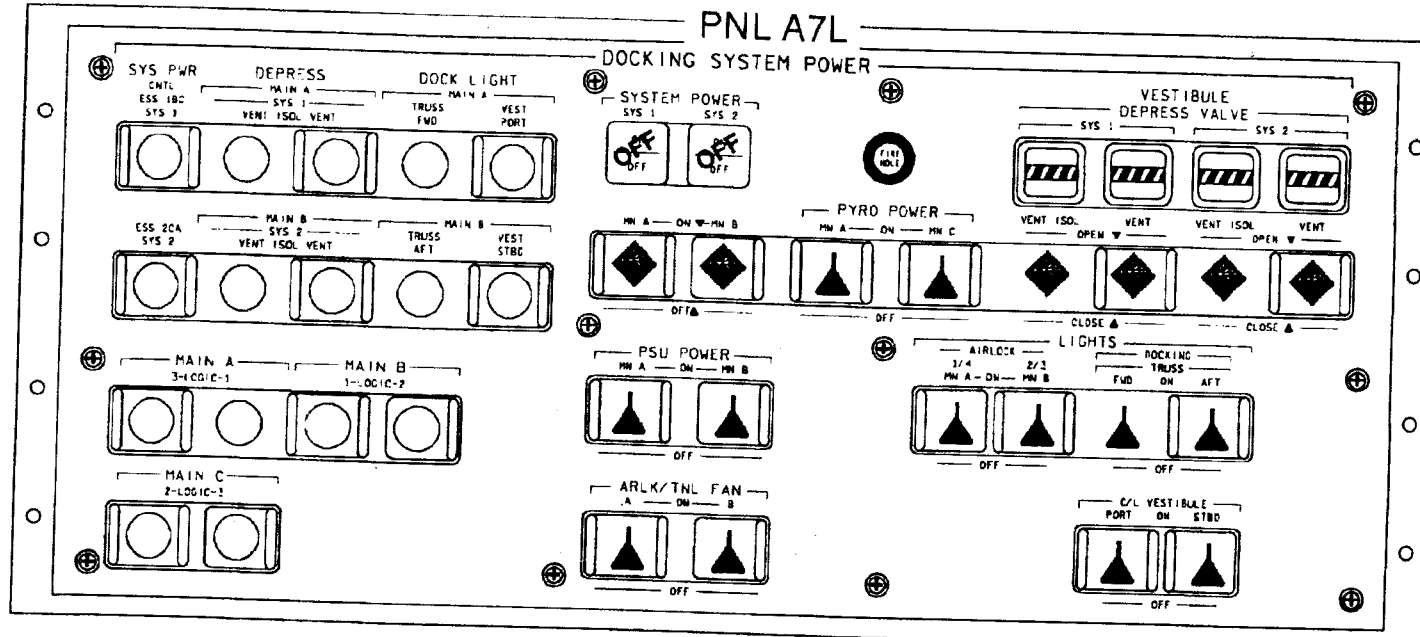 PNL A7L
DOCKING SYSTEM POWER
SYS PWR DEPRESS DOCK LIGHT
CNTL MAIN A MAIN A
ESS 1BC SYS 1 TRUSS VEST
SYS 1 VENT ISOL VENT FWD PORT
SYSTEM POWER
SYS 1 SYS 2
OFF OFF
OFF OFF
FIRE
HOLE
VESTIBULE
DEPRESS VALVE
SYS 1 SYS 2
ESS 2CA MAIN B MAIN B
SYS 2 SYS 2 TRUSS VEST
VENT ISOL VENT AFT STBD
MN A ON ▼ MN B
OFF ▲
PYRO POWER
MN A ON MN C
OFF
VENT ISOL VENT VENT ISOL VENT
OPEN ▼ OPEN ▼
CLOSE ▲ CLOSE ▲
MAIN A MAIN B
3-LOGIC-1 1-LOGIC-2
PSU POWER
MN A ON MN B
OFF
LIGHTS
AIRLOCK DOCKING
1/4 2/3 TRUSS
MN A ON MN B FWD ON AFT
OFF OFF
MAIN C
2-LOGIC-3
ARLK/TNL FAN
A ON B
OFF
C/L VESTIBULE
PORT ON STBD
OFF